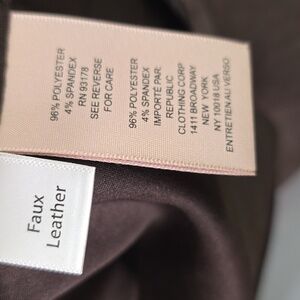 96% POLYESTER
4% SPANDEX
RN 93178
SEE REVERSE
FOR CARE
96% POLYESTER
4% SPANDEX
IMPORTÉ PAR:
REPUBLIC
CLOTHING CORP
1411 BROADWAY
NEW YORK
NY 10018 USA
ENTRETIEN AU VERSO
Faux
Leather